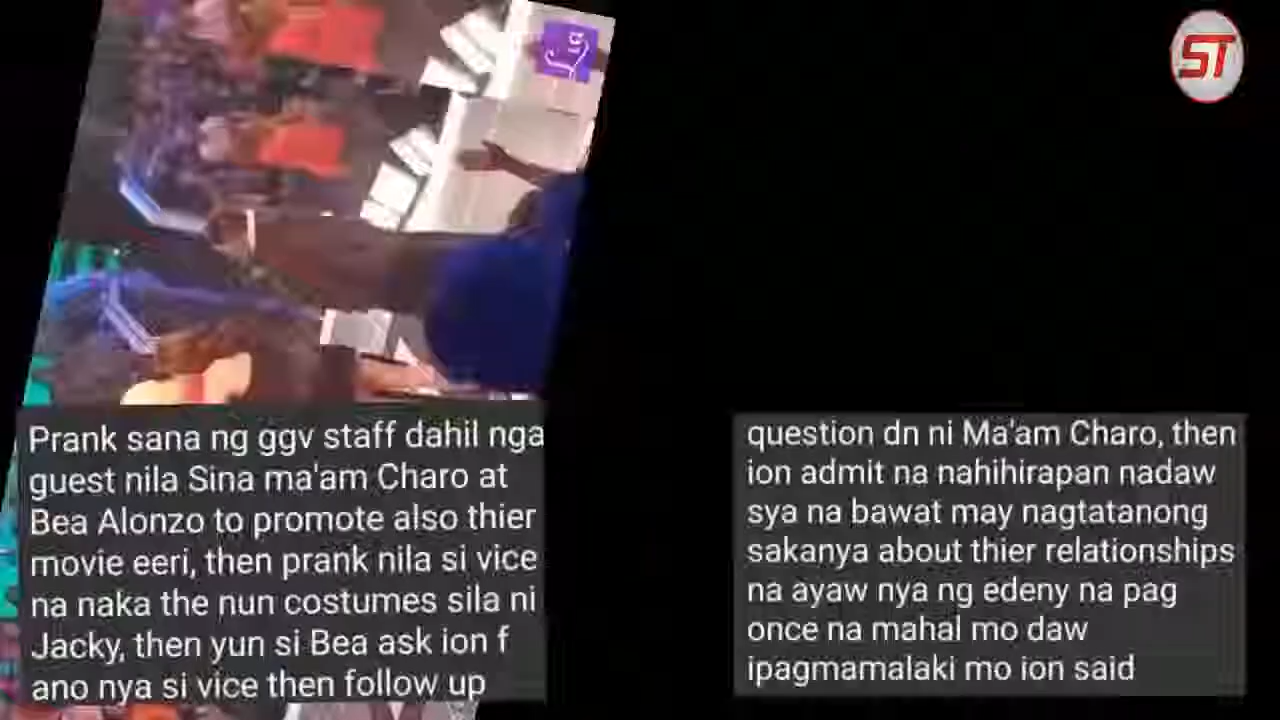 ST
Prank sana ng ggv staff dahil nga
guest nila Sina ma'am Charo at
Bea Alonzo to promote also thier
movie eeri, then prank nila si vice
na naka the nun costumes sila ni
Jacky, then yun si Bea ask ion f
ano nya si vice then follow up
question dn ni Ma'am Charo, then
ion admit na nahihirapan nadaw
sya na bawat may nagtatanong
sakanya about thier relationships
na ayaw nya ng edeny na pag
once na mahal mo daw
ipagmamalaki mo ion said